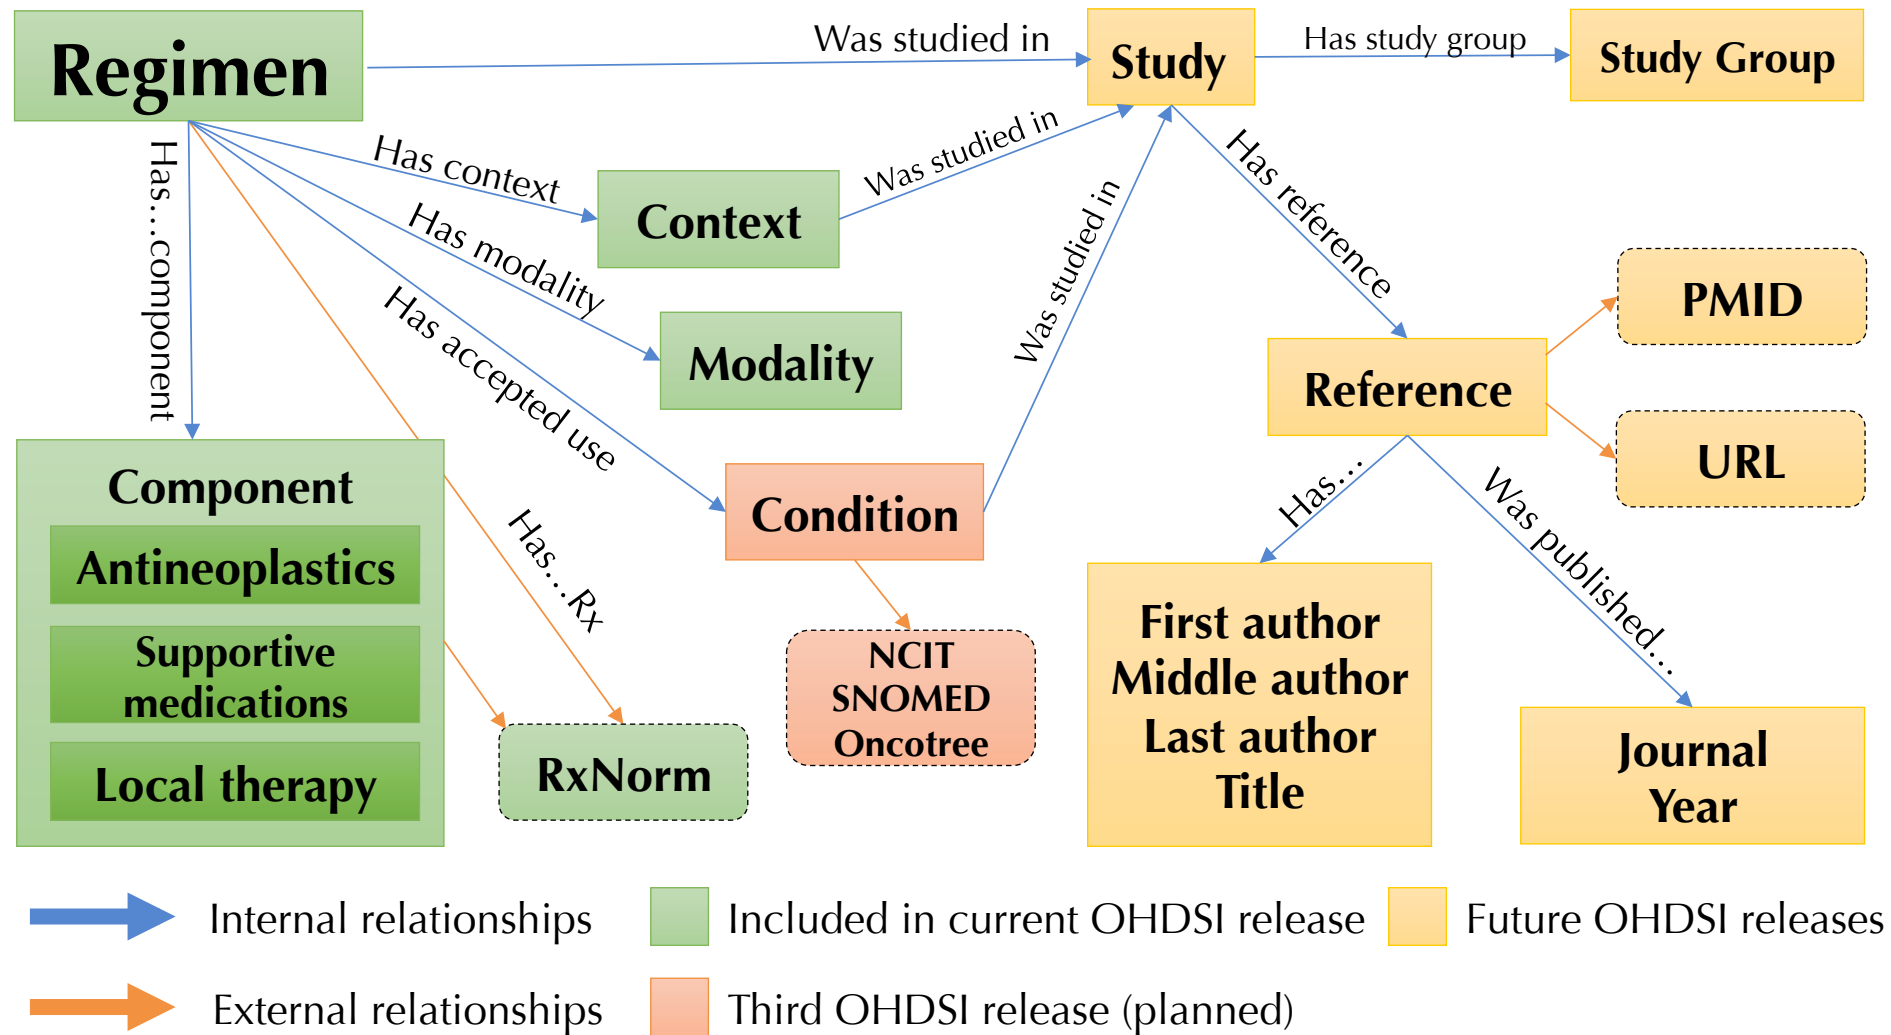 Regimen
Was studied in
Study
Has study group
Study Group
Has…component
Has context
Context
Was studied in
Has modality
Modality
Has accepted use
Was studied in
Has reference
PMID
Reference
URL
Component
Antineoplastics
Supportive
medications
Local therapy
Has…Rx
RxNorm
Condition
NCIT
SNOMED
Oncotree
Has…
First author
Middle author
Last author
Title
Was published…
Journal
Year
Internal relationships
Included in current OHDSI release
Future OHDSI releases
External relationships
Third OHDSI release (planned)